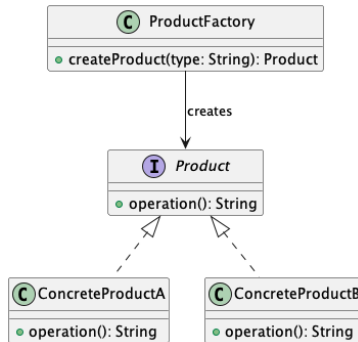 C ProductFactory
createProduct(type: String): Product
creates
I Product
operation(): String
C ConcreteProductA
operation(): String
C ConcreteProductB
operation(): String